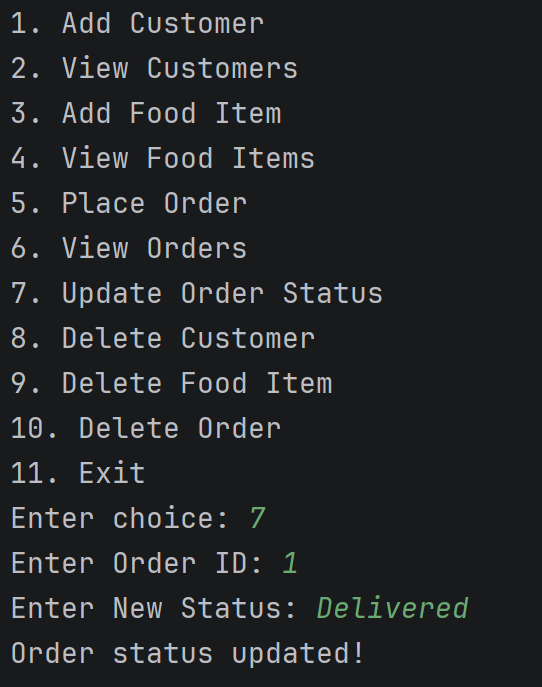 1. Add Customer
2. View Customers
3. Add Food Item
4. View Food Items
5. Place Order
6. View Orders
7. Update Order Status
8. Delete Customer
9. Delete Food Item
10. Delete Order
11. Exit
Enter choice: 7
Enter Order ID: 1
Enter New Status: Delivered
Order status updated!